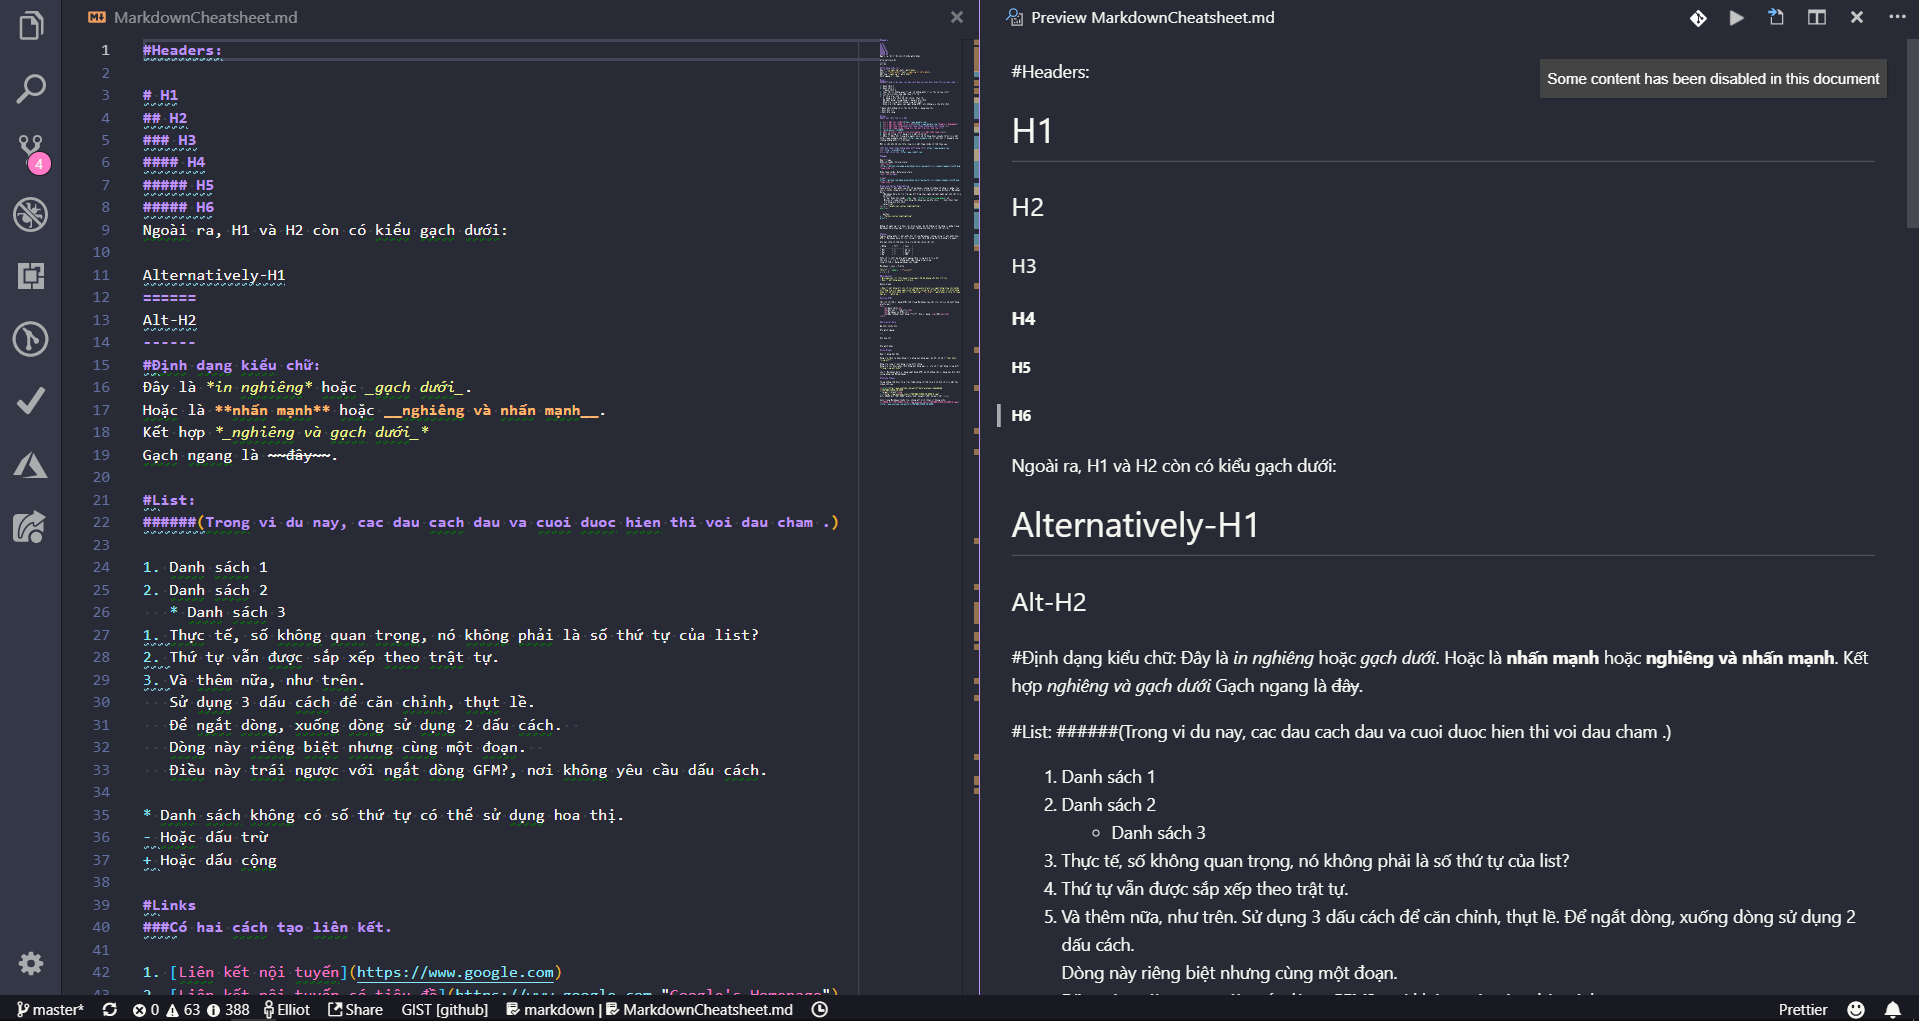 MarkdownCheatsheet.md
1 #Headers:
2
3 # H1
4 ## H2
5 ### H3
6 #### H4
7 ##### H5
8 ##### H6
9 Ngoài ra, H1 và H2 còn có kiểu gạch dưới:
10
11 Alternatively-H1
12 ======
13 Alt-H2
14 ------
15 #Định dạng kiểu chữ:
16 Đây là *in nghiêng* hoặc _gạch dưới_.
17 Hoặc là **nhấn mạnh** hoặc __nghiêng và nhấn mạnh__.
18 Kết hợp *_nghiêng và gạch dưới_*
19 Gạch ngang là ~~đây~~.
20
21 #List:
22 ######(Trong vi du nay, cac dau cach dau va cuoi duoc hien thi voi dau cham .)
23
24 1. Danh sách 1
25 2. Danh sách 2
26 * Danh sách 3
27 1. Thực tế, số không quan trọng, nó không phải là số thứ tự của list?
28 2. Thứ tự vẫn được sắp xếp theo trật tự.
29 3. Và thêm nữa, như trên.
30 Sử dụng 3 dấu cách để căn chỉnh, thụt lề.
31 Để ngắt dòng, xuống dòng sử dụng 2 dấu cách.
32 Dòng này riêng biệt nhưng cùng một đoạn.
33 Điều này trái ngược với ngắt dòng GFM?, nơi không yêu cầu dấu cách.
34
35 * Danh sách không có số thứ tự có thể sử dụng hoa thị.
36 - Hoặc dấu trừ
37 + Hoặc dấu cộng
38
39 #Links
40 ###Có hai cách tạo liên kết.
41
42 1. [Liên kết nội tuyến](https://www.google.com)
43 2. [Liên kết nội tuyến có tiêu đề](https://www.google.com "Google's Homepage")
Preview MarkdownCheatsheet.md
Some content has been disabled in this document
#Headers:
H1
H2
H3
H4
H5
H6
Ngoài ra, H1 và H2 còn có kiểu gạch dưới:
Alternatively-H1
Alt-H2
#Định dạng kiểu chữ: Đây là in nghiêng hoặc gạch dưới. Hoặc là nhấn mạnh hoặc nghiêng và nhấn mạnh. Kết
hợp nghiêng và gạch dưới Gạch ngang là đây.
#List: ######(Trong vi du nay, cac dau cach dau va cuoi duoc hien thi voi dau cham .)
1. Danh sách 1
2. Danh sách 2
Danh sách 3
3. Thực tế, số không quan trọng, nó không phải là số thứ tự của list?
4. Thứ tự vẫn được sắp xếp theo trật tự.
5. Và thêm nữa, như trên. Sử dụng 3 dấu cách để căn chỉnh, thụt lề. Để ngắt dòng, xuống dòng sử dụng 2
dấu cách.
Dòng này riêng biệt nhưng cùng một đoạn.
4
master* 0 63 388 Elliot Share GIST [github] markdown | MarkdownCheatsheet.md Prettier